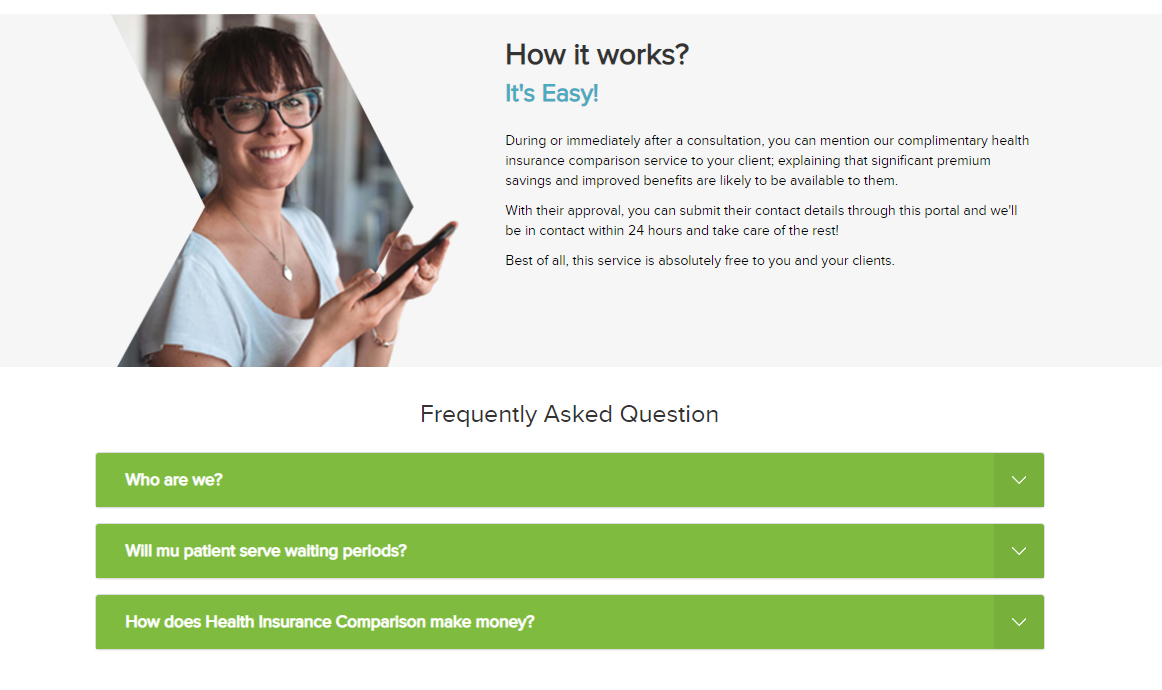 How it works?
It's Easy!
During or immediately after a consultation, you can mention our complimentary health
insurance comparison service to your client; explaining that significant premium
savings and improved benefits are likely to be available to them.
With their approval, you can submit their contact details through this portal and we'll
be in contact within 24 hours and take care of the rest!
Best of all, this service is absolutely free to you and your clients.
Frequently Asked Question
Who are we?
Will mu patient serve waiting periods?
How does Health Insurance Comparison make money?